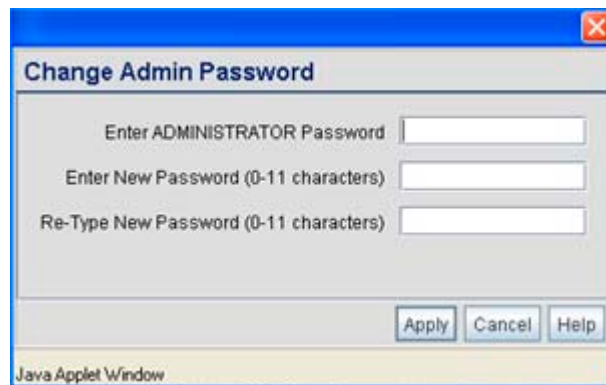 Change Admin Password
Enter ADMINISTRATOR Password
Enter New Password (0-11 characters)
Re-Type New Password (0-11 characters)
Apply Cancel Help
Java Applet Window